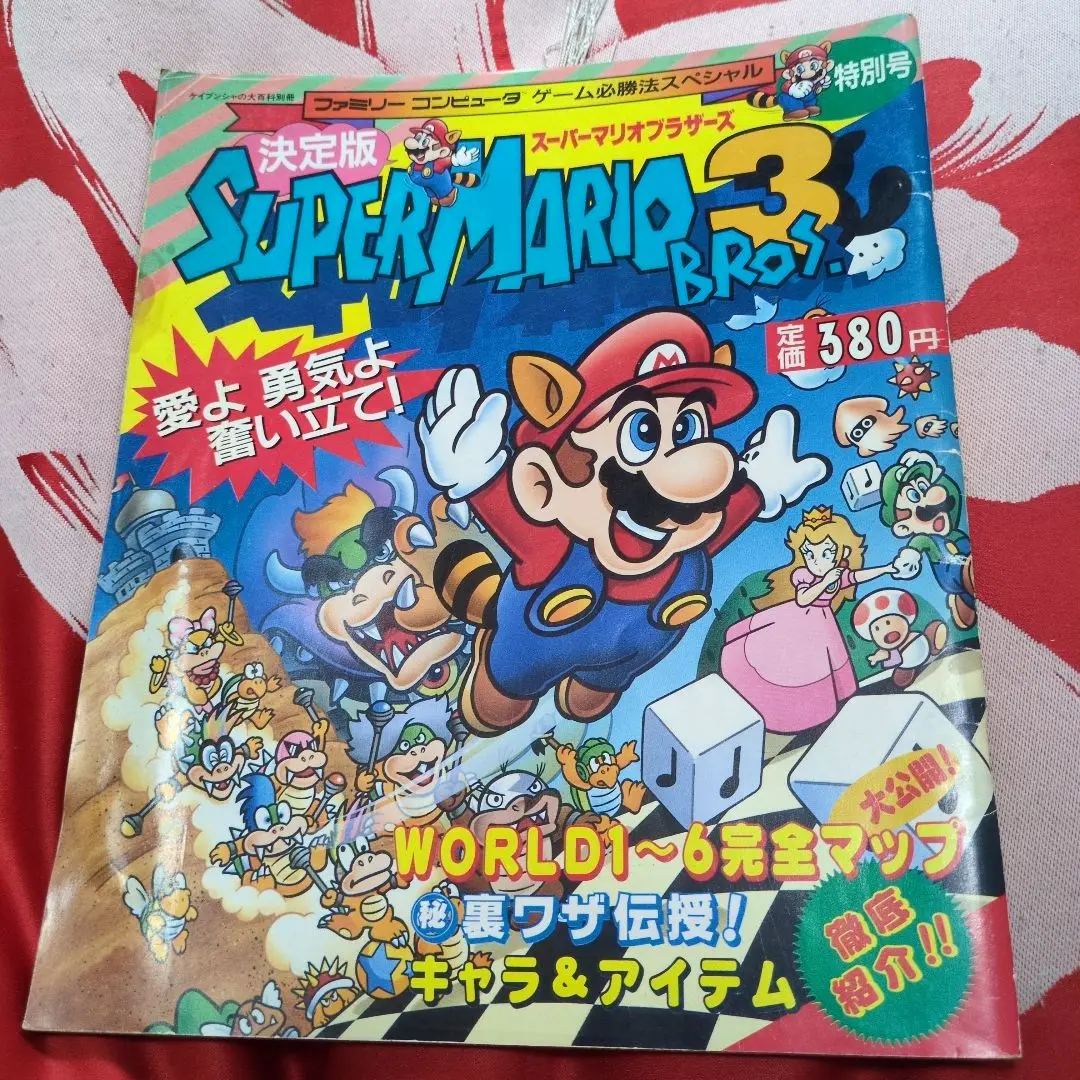 ケイブンシャの大百科別冊
ファミリー コンピュータ ゲーム必勝法スペシャル
特別号
決定版
スーパーマリオブラザーズ
SUPER MARIO
BROS. 3
定価 380円
愛よ 勇気よ
奮い立て!
M
大公開!
WORLD1〜6完全マップ
㊙裏ワザ伝授!
キャラ&アイテム
徹底
紹介!!